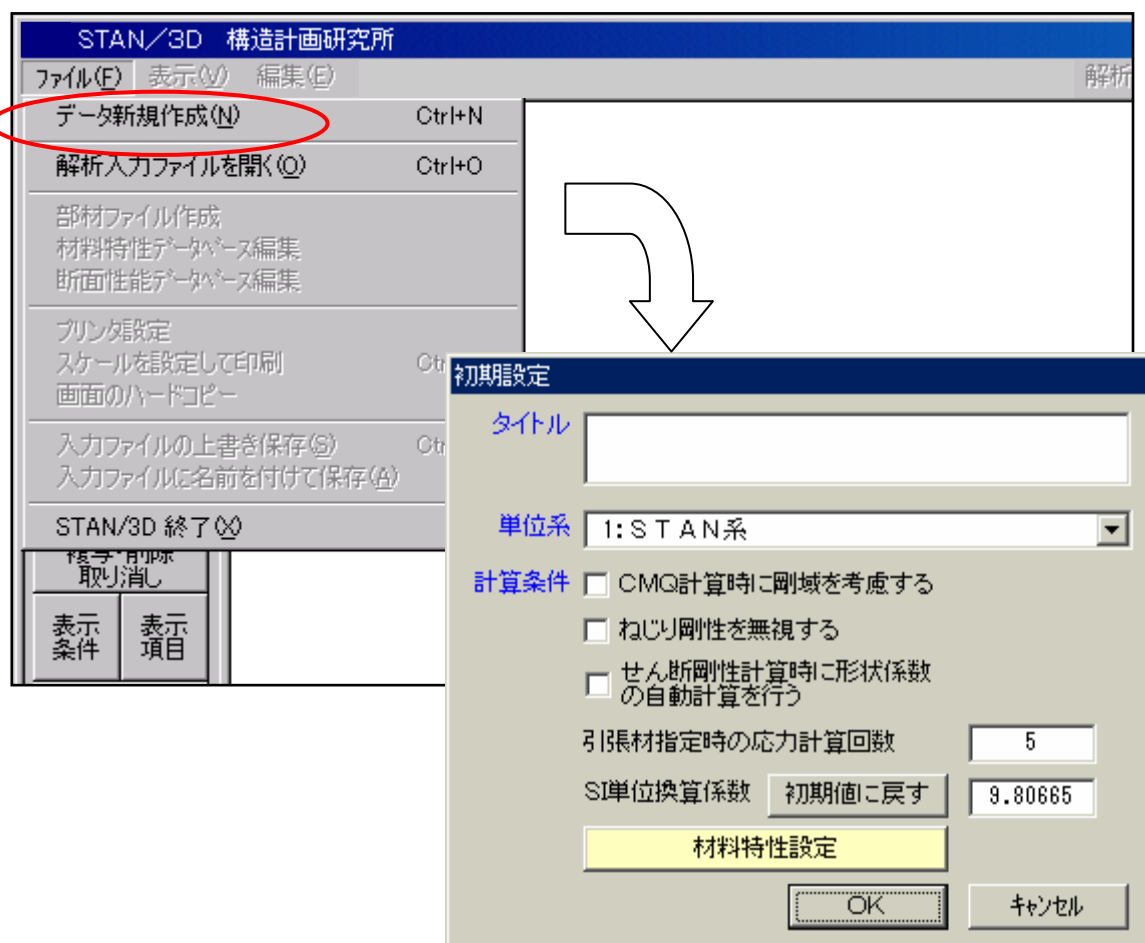 STAN／3D 構造計画研究所
ファイル(F) 表示(V) 編集(E) 解析
データ新規作成(N) Ctrl+N
解析入力ファイルを開く(O) Ctrl+O
部材ファイル作成
材料特性データベース編集
断面性能データベース編集
プリンタ設定
スケールを設定して印刷 Ctr
画面のハードコピー
入力ファイルの上書き保存(S) Ctr
入力ファイルに名前を付けて保存(A)
STAN/3D 終了(X)
複写・削除
取り消し
表示
条件
表示
項目
初期設定
タイトル
単位系 1:ＳＴＡＮ系
計算条件 CMQ計算時に剛域を考慮する
ねじり剛性を無視する
せん断剛性計算時に形状係数
の自動計算を行う
引張材指定時の応力計算回数 5
SI単位換算係数 初期値に戻す 9.80665
材料特性設定
OK キャンセル